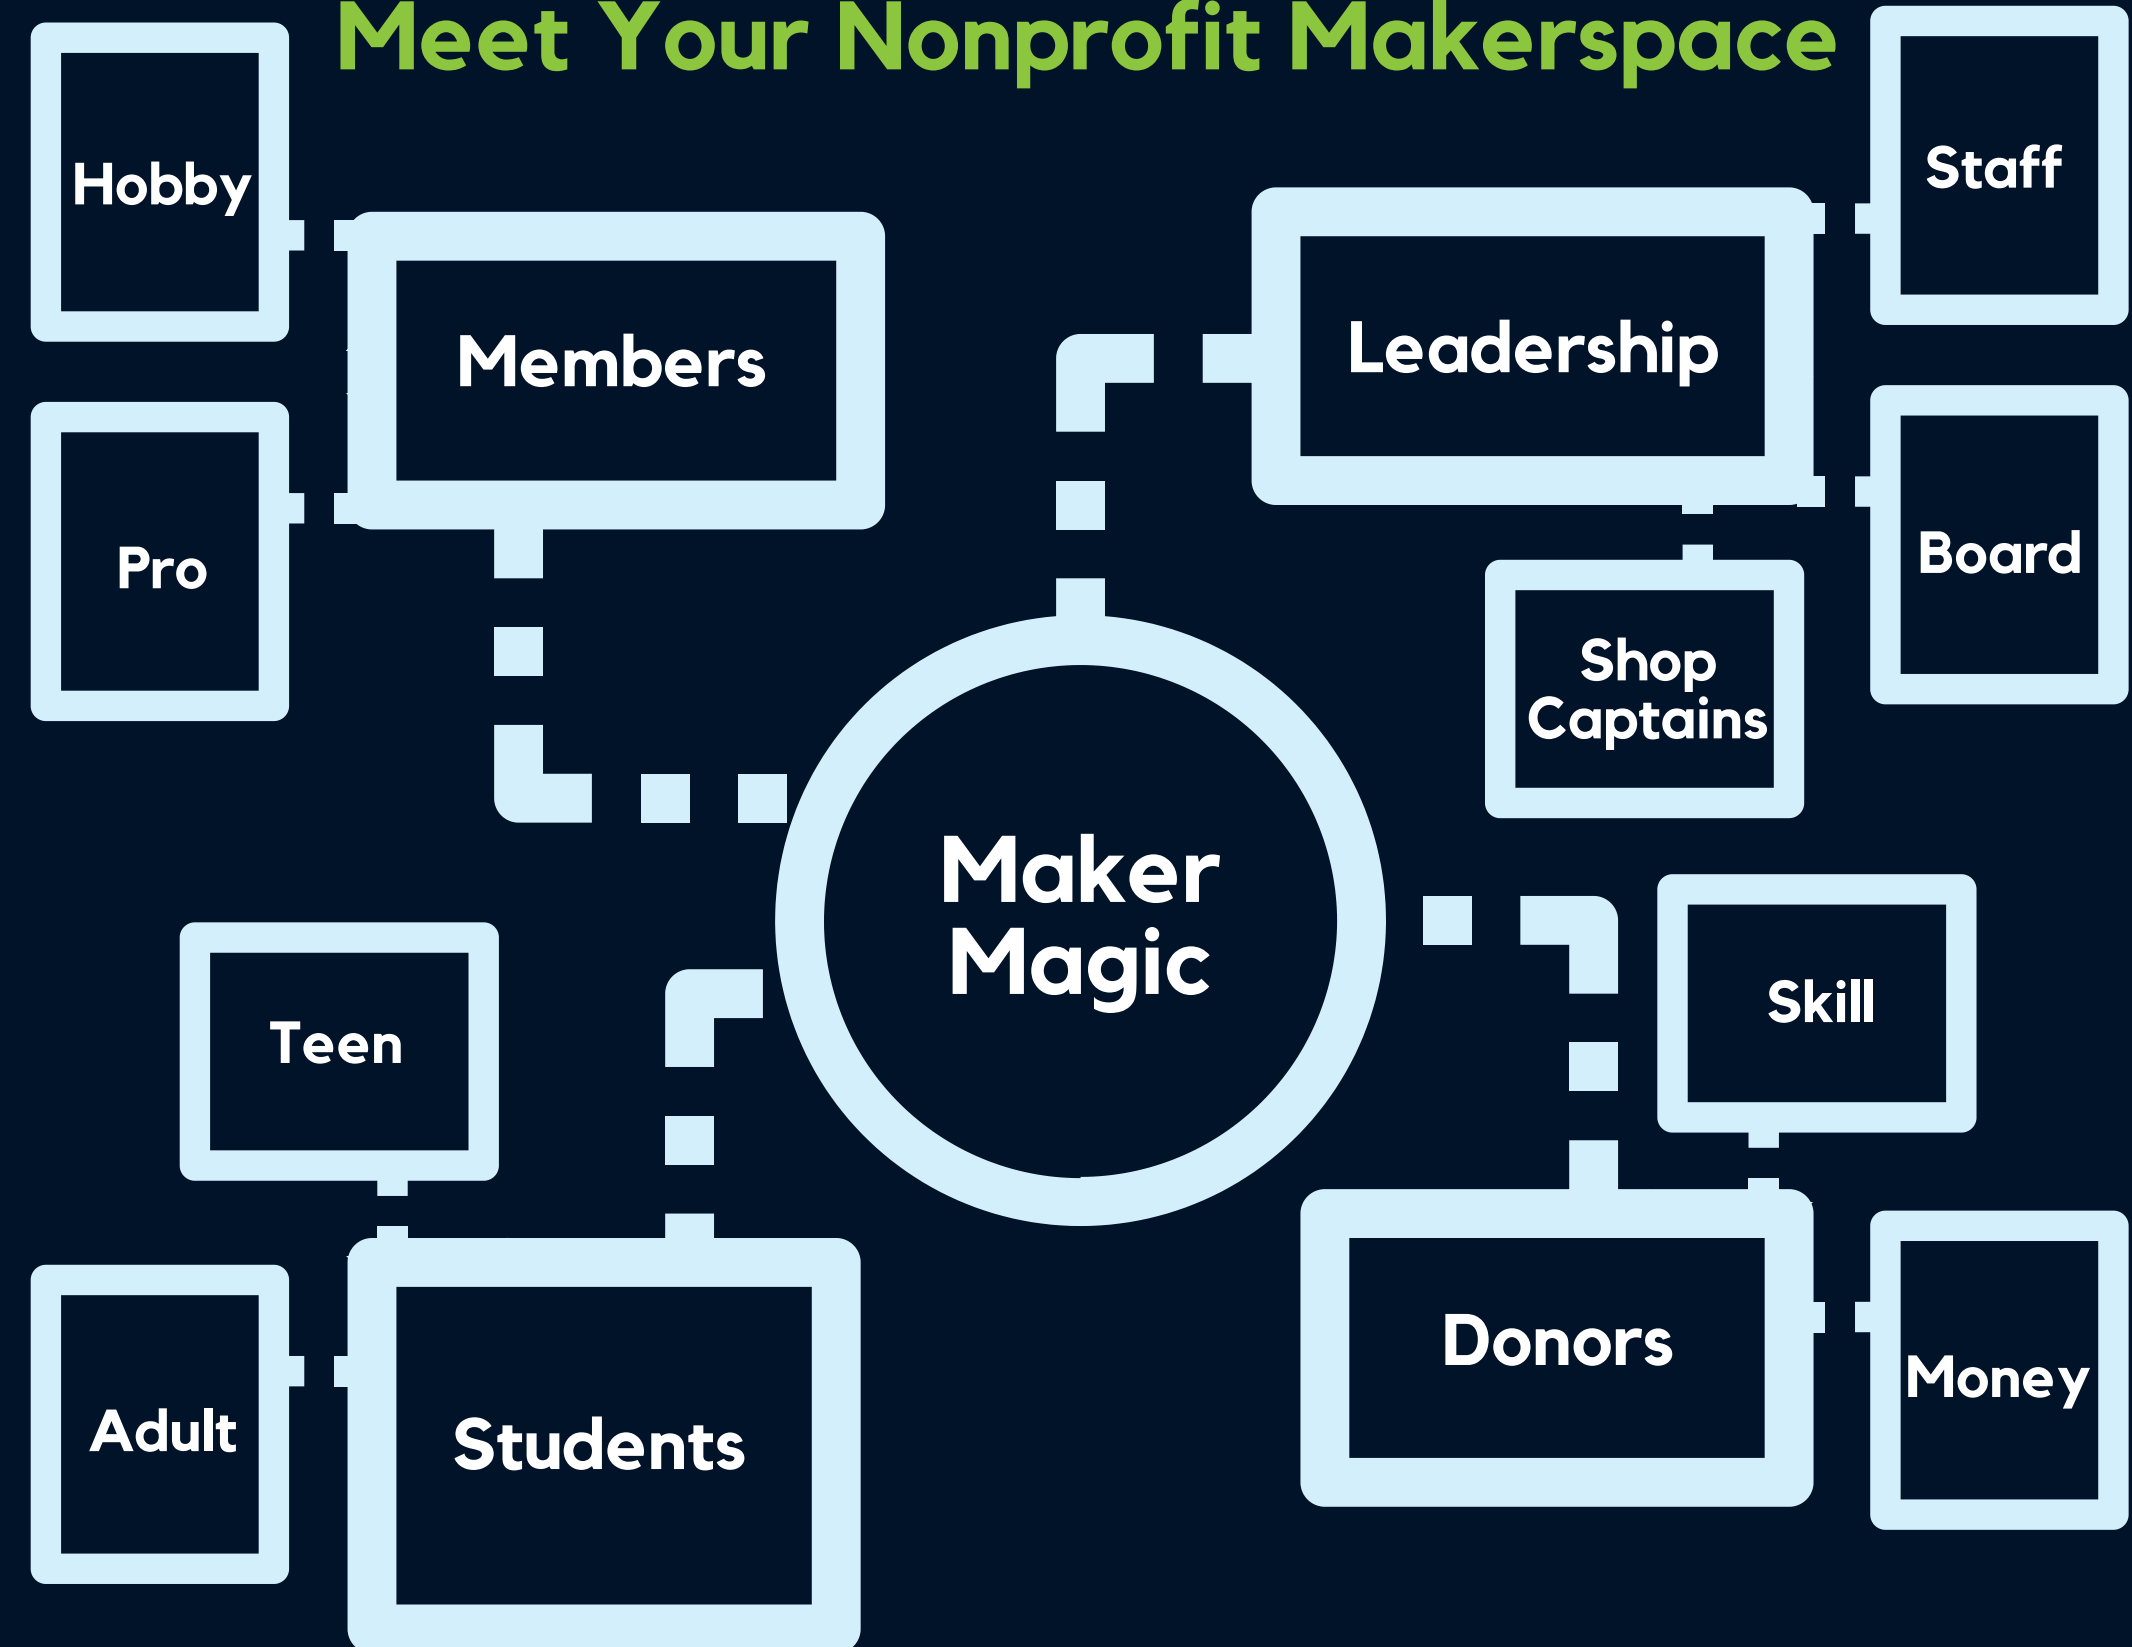 Meet Your Nonprofit Makerspace
Hobby
Pro
Members
Leadership
Staff
Board
Shop
Captains
Maker
Magic
Teen
Adult
Students
Skill
Donors
Money